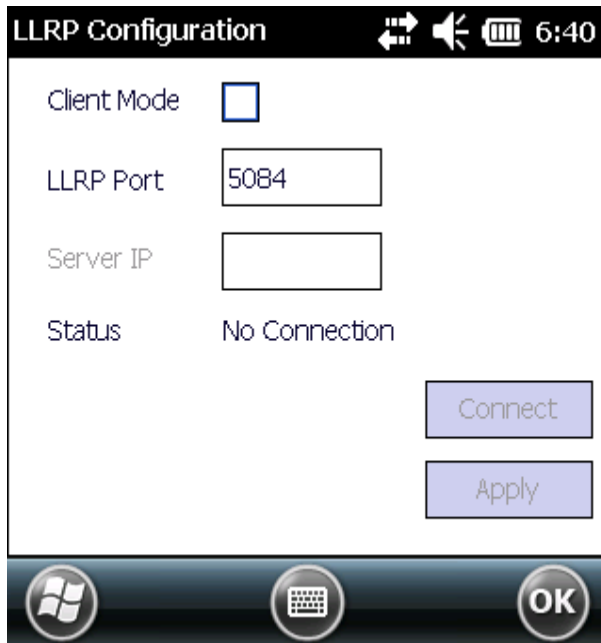 LLRP Configuration 6:40
Client Mode
LLRP Port 5084
Server IP
Status No Connection
Connect
Apply
OK